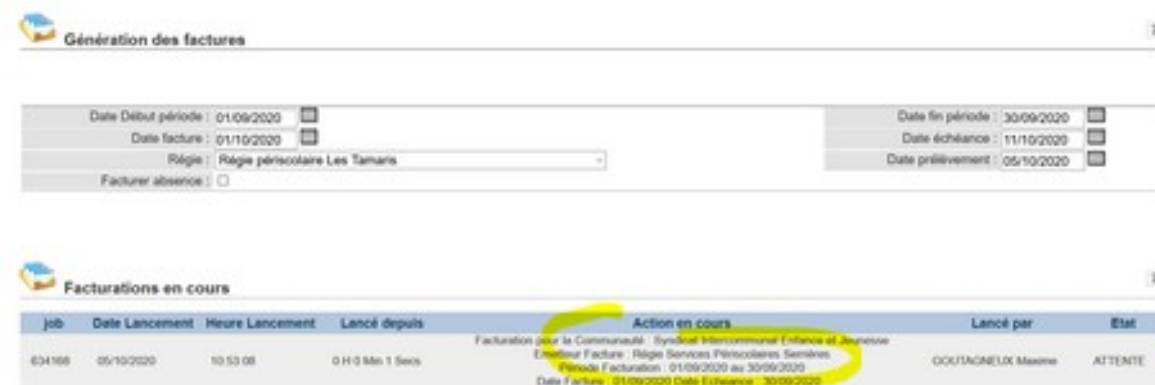 Génération des factures
Date Début période : 01/09/2020 Date fin période : 30/09/2020
Date facture : 01/10/2020 Date échéance : 11/10/2020
Régie : Régie périscolaire Les Tamaris Date prélèvement : 05/10/2020
Facturer absence :
Facturations en cours
job Date Lancement Heure Lancement Lancé depuis Action en cours Lancé par Etat
Facturation pour la Communauté : Syndicat Intercommunal Enfance et Jeunesse
Emetteur Facture : Régie Services Périscolaires Semières
634168 05/10/2020 10:53:08 0 H 0 Min 1 Secs Période Facturation : 01/09/2020 au 30/09/2020 GOUTAGNEUX Maxime ATTENTE
Date Facture : 01/09/2020 Date Echeance : 30/09/2020